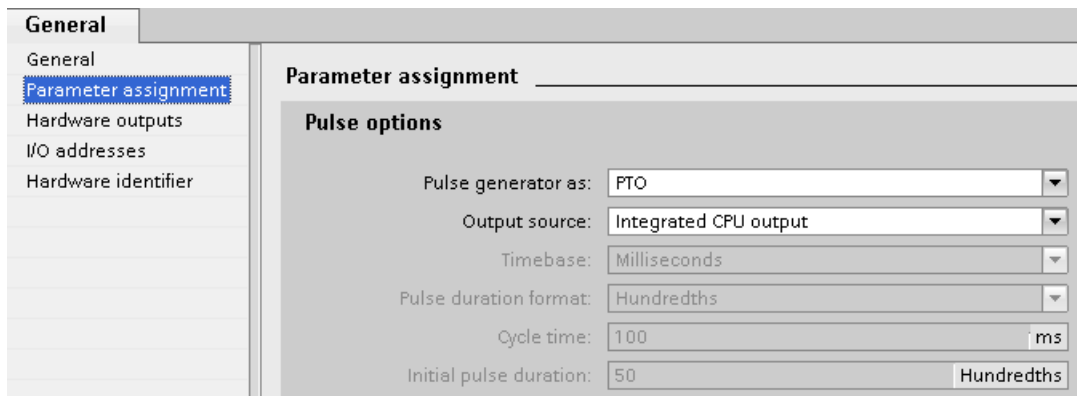 General
General
Parameter assignment
Hardware outputs
I/O addresses
Hardware identifier
Parameter assignment
Pulse options
Pulse generator as: PTO
Output source: Integrated CPU output
Timebase: Milliseconds
Pulse duration format: Hundredths
Cycle time: 100 ms
Initial pulse duration: 50 Hundredths